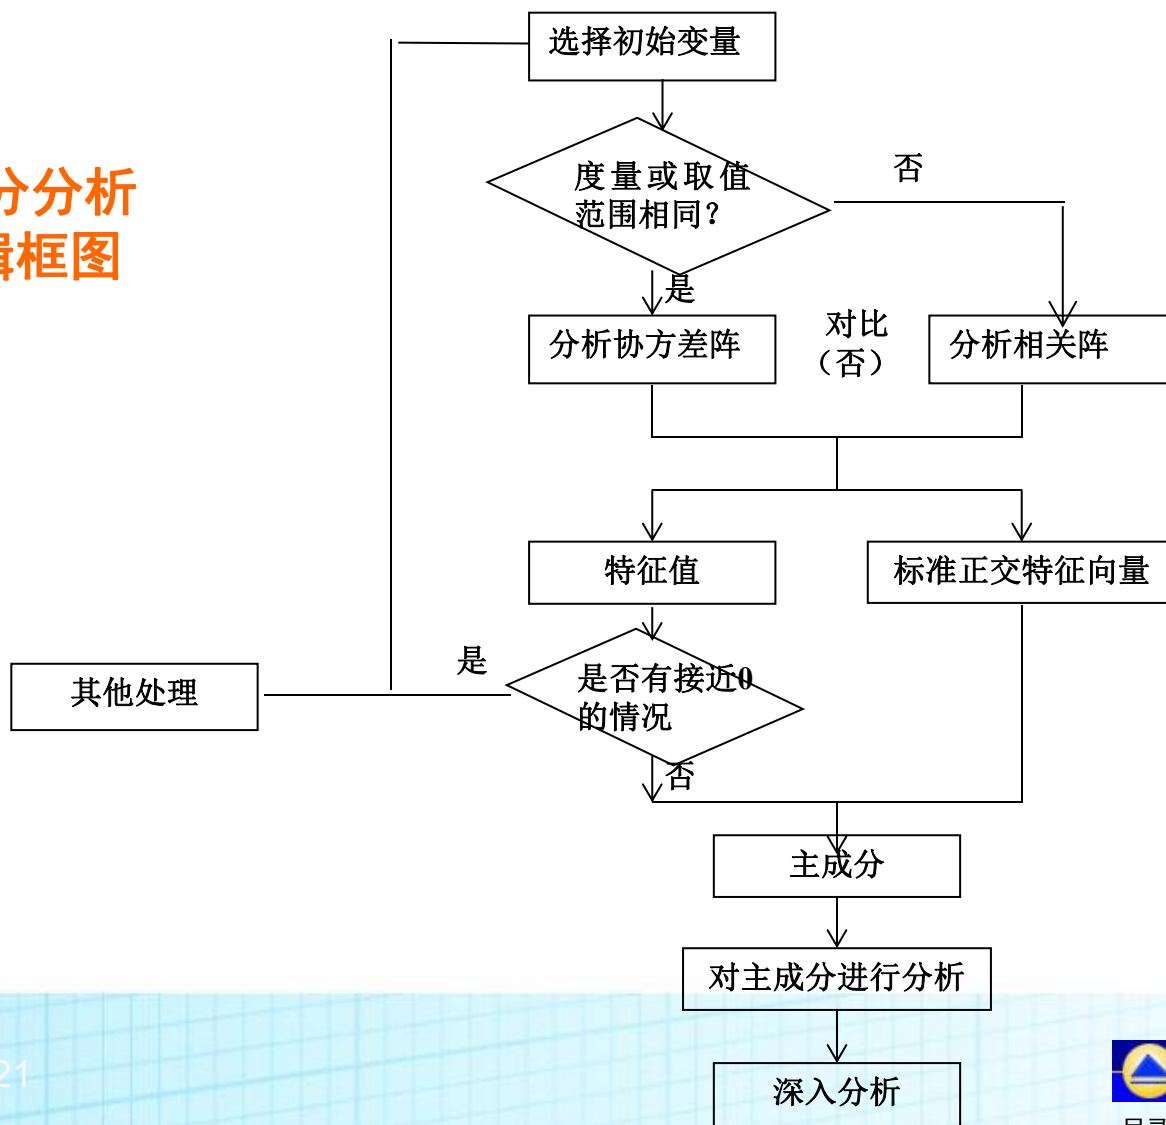 选择初始变量
分分析
框图
度量或取值
范围相同？
否
是
对比
（否）
分析协方差阵
分析相关阵
特征值
标准正交特征向量
其他处理
是
是否有接近0
的情况
否
主成分
对主成分进行分析
深入分析
21